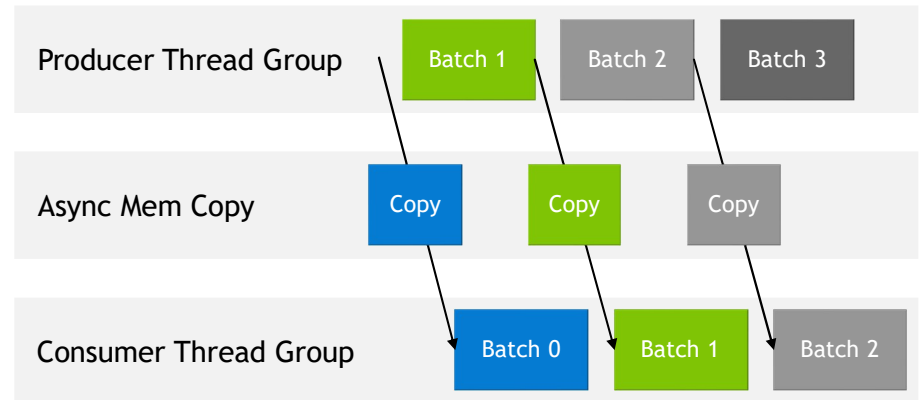 Producer Thread Group
Batch 1
Batch 2
Batch 3
Async Mem Copy
Copy
Copy
Copy
Consumer Thread Group
Batch 0
Batch 1
Batch 2